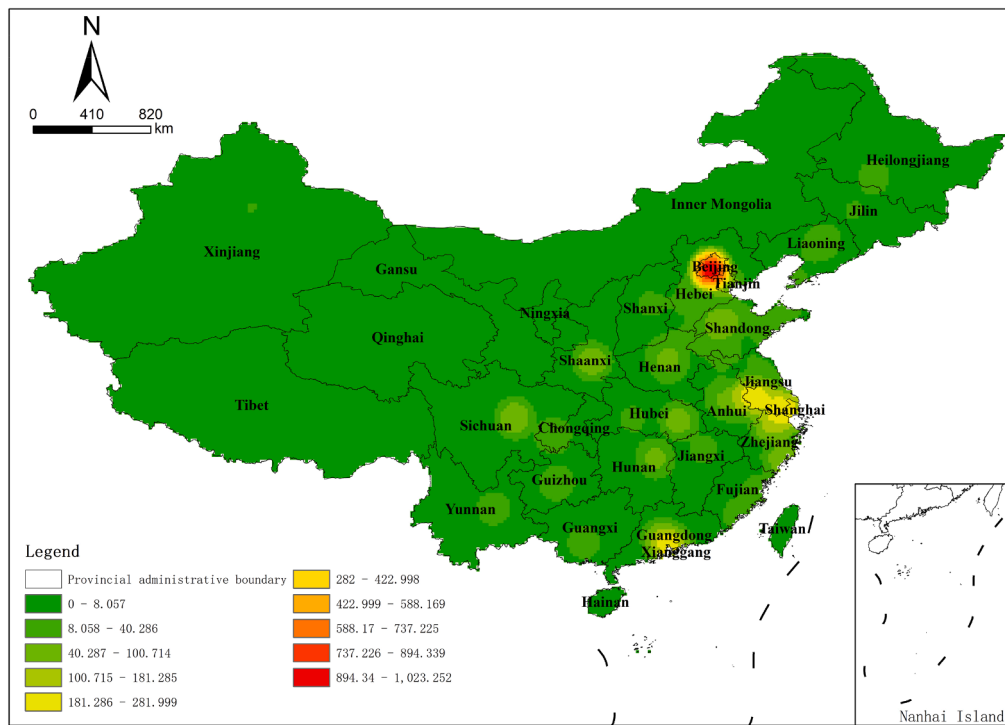 N
0 410 820
km
Heilongjiang
Inner Mongolia
Jilin
Xinjiang
Liaoning
Gansu
Beijing
Tianjin
Hebei
Ningxia
Shanxi
Qinghai
Shandong
Shaanxi
Henan
Jiangsu
Tibet
Shanghai
Sichuan
Chongqing
Hubei
Anhui
Zhejiang
Hunan
Jiangxi
Guizhou
Fujian
Yunnan
Guangxi
Guangdong
Taiwan
Xianggang
Hainan
Legend
Provincial administrative boundary
0 - 8.057
8.058 - 40.286
40.287 - 100.714
100.715 - 181.285
181.286 - 281.999
282 - 422.998
422.999 - 588.169
588.17 - 737.225
737.226 - 894.339
894.34 - 1,023.252
Nanhai Island